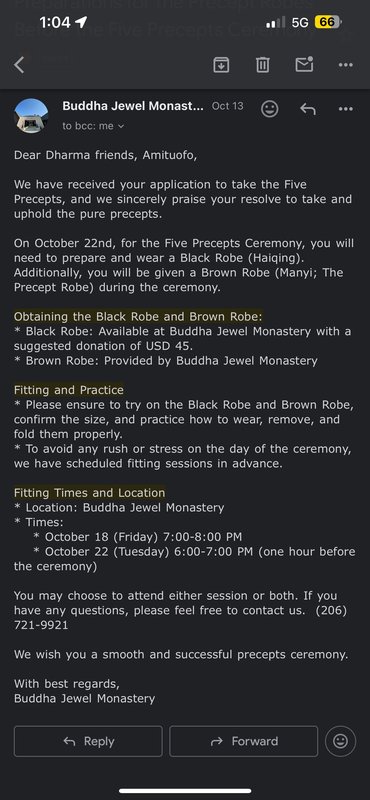 Preparations for The Precept Robes
Before the Five Precepts Ceremony
1:04
5G
66
Buddha Jewel Monast...
Oct 13
to bcc: me
Dear Dharma friends, Amituofo,
We have received your application to take the Five
Precepts, and we sincerely praise your resolve to take and
uphold the pure precepts.
On October 22nd, for the Five Precepts Ceremony, you will
need to prepare and wear a Black Robe (Haiqing).
Additionally, you will be given a Brown Robe (Manyi; The
Precept Robe) during the ceremony.
Obtaining the Black Robe and Brown Robe:
* Black Robe: Available at Buddha Jewel Monastery with a
suggested donation of USD 45.
* Brown Robe: Provided by Buddha Jewel Monastery
Fitting and Practice
* Please ensure to try on the Black Robe and Brown Robe,
confirm the size, and practice how to wear, remove, and
fold them properly.
* To avoid any rush or stress on the day of the ceremony,
we have scheduled fitting sessions in advance.
Fitting Times and Location
* Location: Buddha Jewel Monastery
* Times:
* October 18 (Friday) 7:00-8:00 PM
* October 22 (Tuesday) 6:00-7:00 PM (one hour before
the ceremony)
You may choose to attend either session or both. If you
have any questions, please feel free to contact us. (206)
721-9921
We wish you a smooth and successful precepts ceremony.
With best regards,
Buddha Jewel Monastery
Reply
Forward